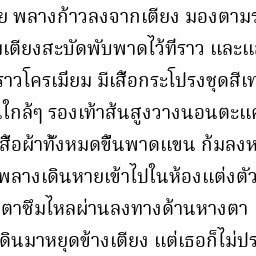 ย พลางก้าวลงจากเตียง มองตาม
เตียงสะบัดพับพาดไว้ที่ราว และแ
ราวโครเมียม มีเสื้อกระโปรงชุดสีเท
ใกล้ๆ รองเท้าส้นสูงวางนอนตะแค
สื้อผ้าทั้งหมดขึ้นพาดแขน ก้มลงห
พลางเดินหายเข้าไปในห้องแต่งตัว
ตาซึมไหลผ่านลงทางด้านหางตา
ดินมาหยุดข้างเตียง แต่เธอก็ไม่ปร